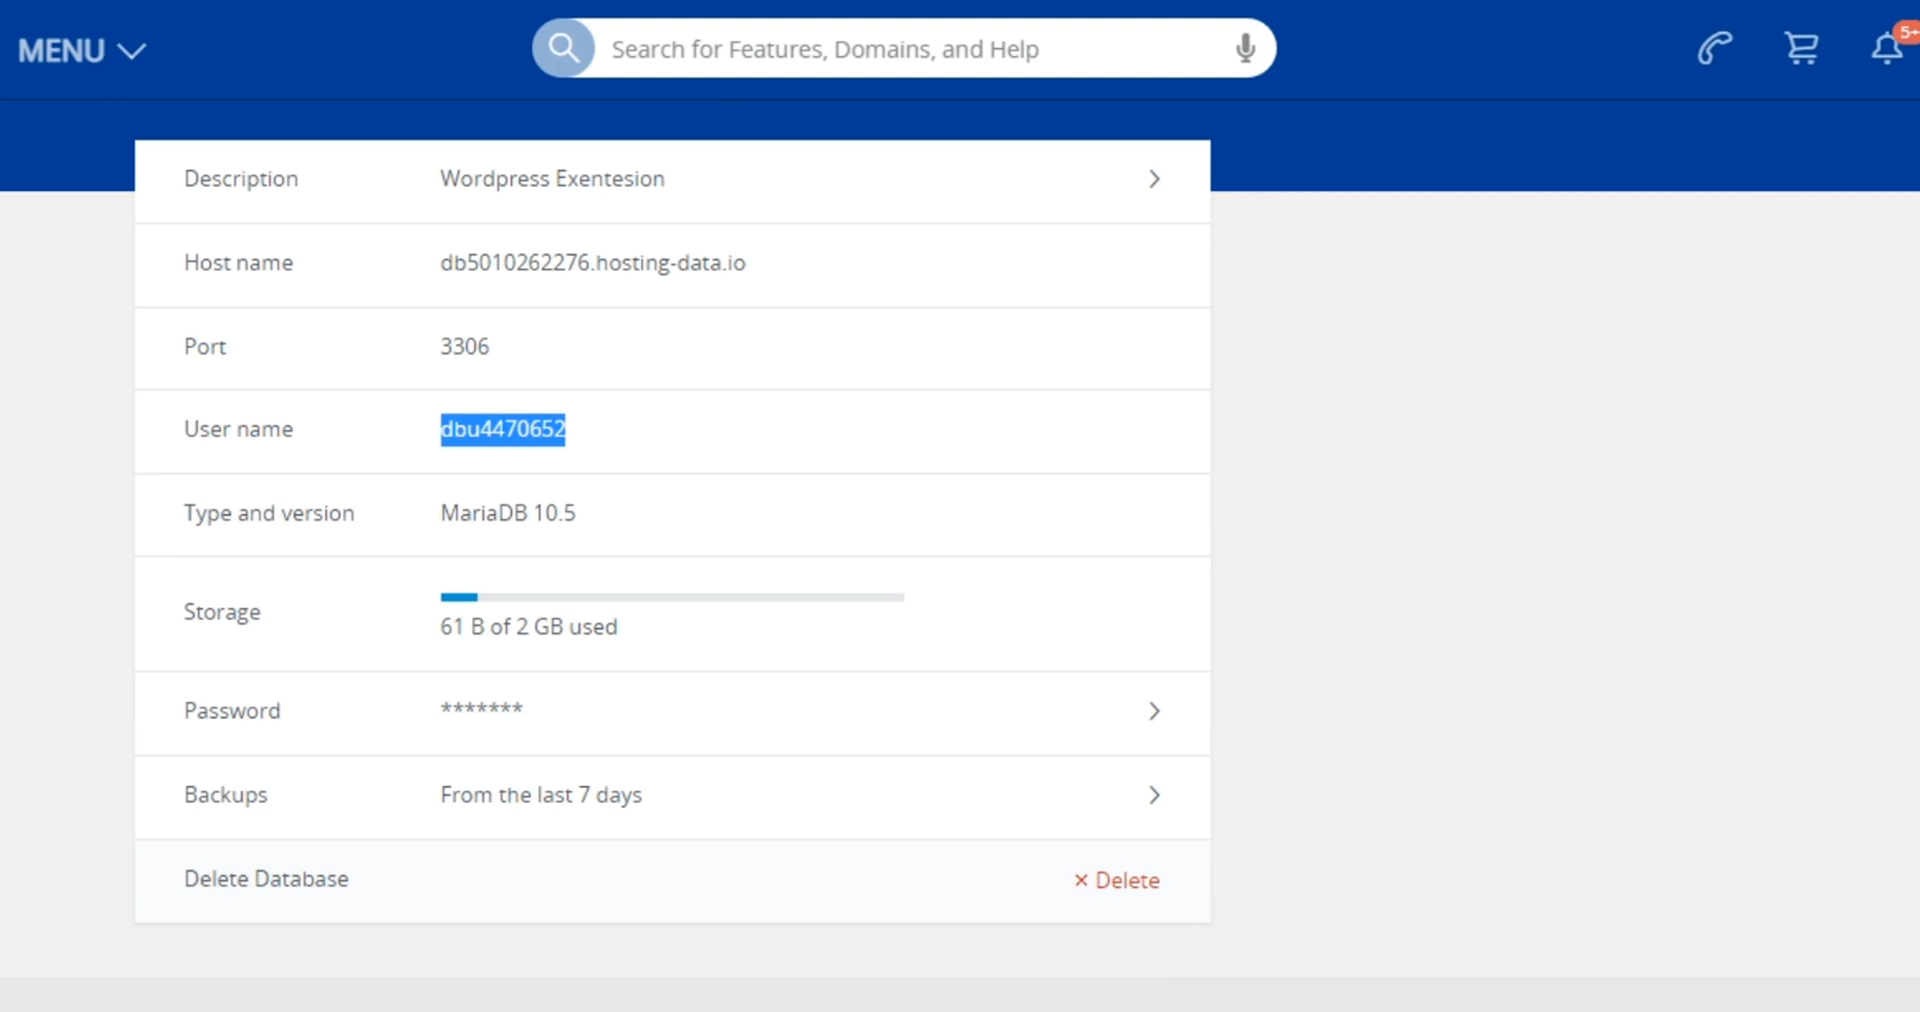 MENU
Search for Features, Domains, and Help
5+
Description Wordpress Exentesion
Host name db5010262276.hosting-data.io
Port 3306
User name dbu4470652
Type and version MariaDB 10.5
Storage
61 B of 2 GB used
Password *******
Backups From the last 7 days
Delete Database × Delete